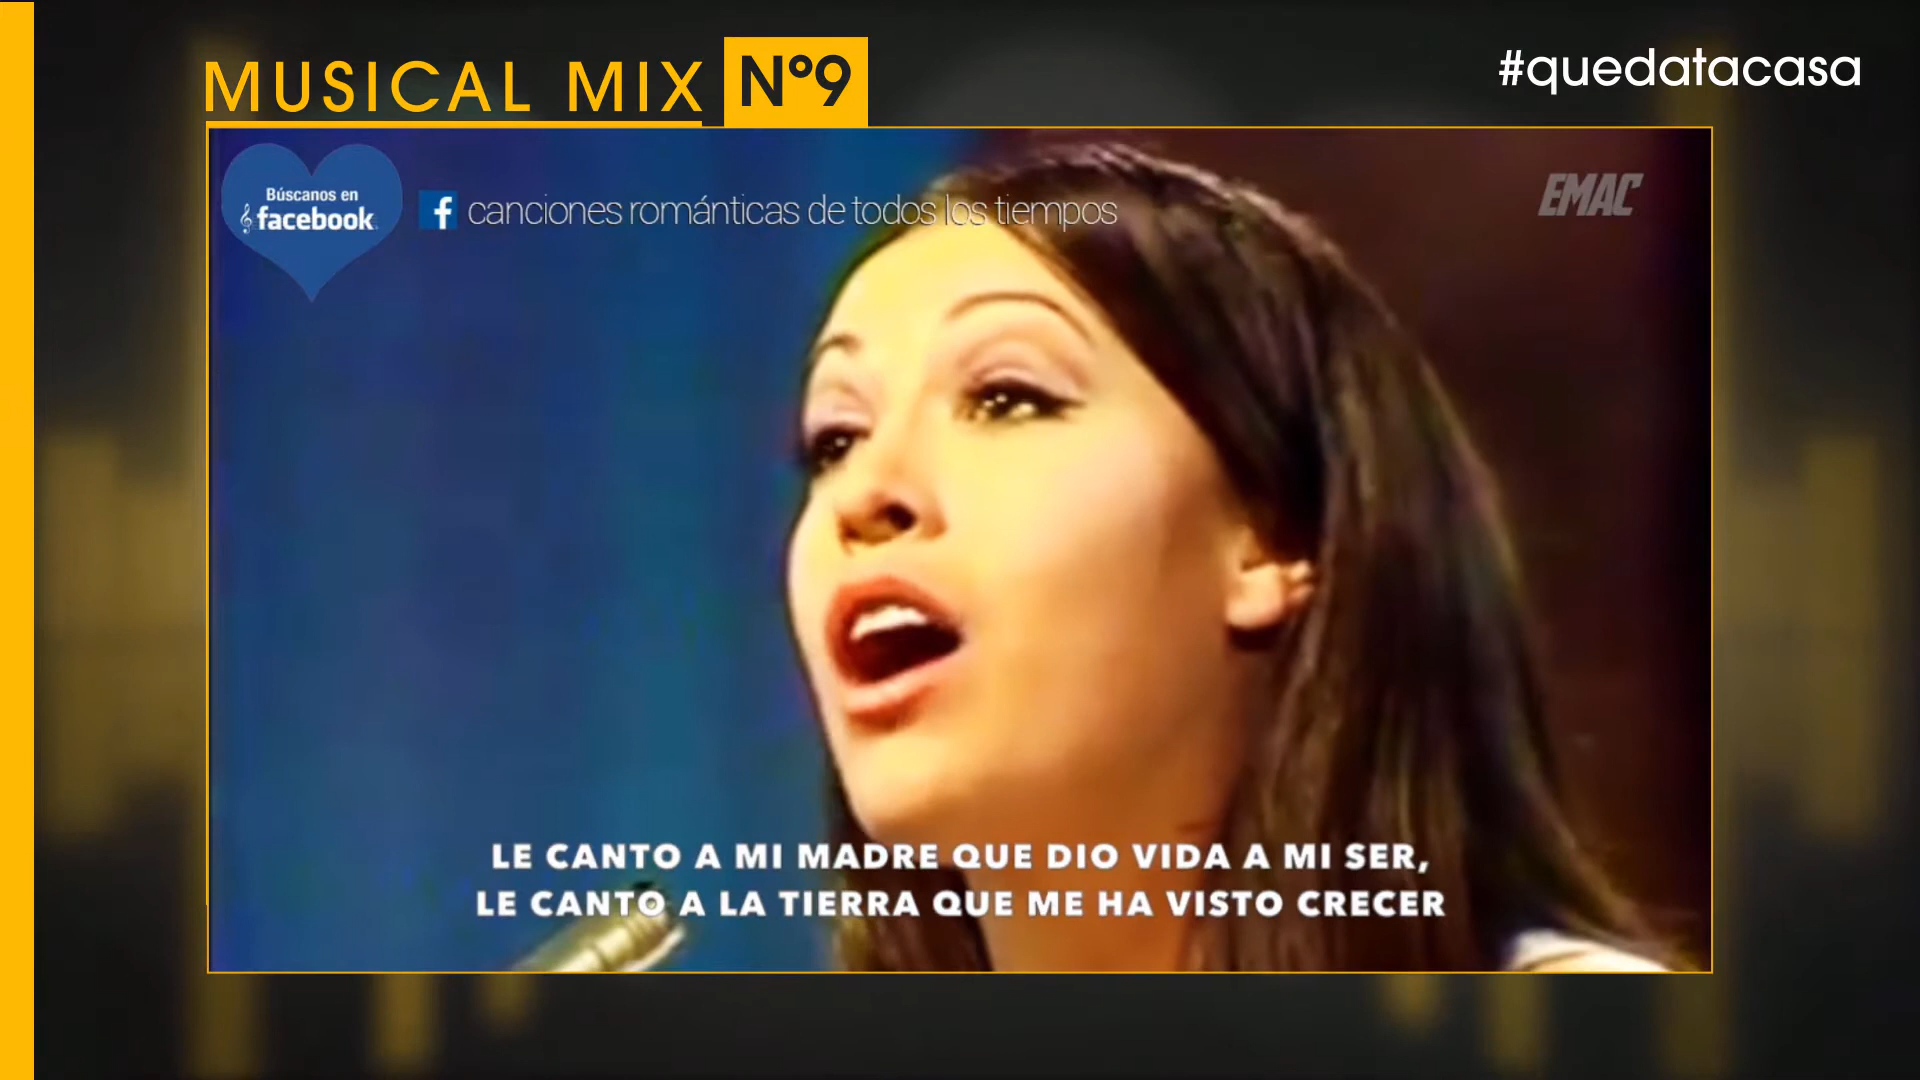 MUSICAL MIX Nº9
#quedatacasa
Búscanos en
facebook
f canciones románticas de todos los tiempos
EMAC
LE CANTO A MI MADRE QUE DIO VIDA A MI SER,
LE CANTO A LA TIERRA QUE ME HA VISTO CRECER